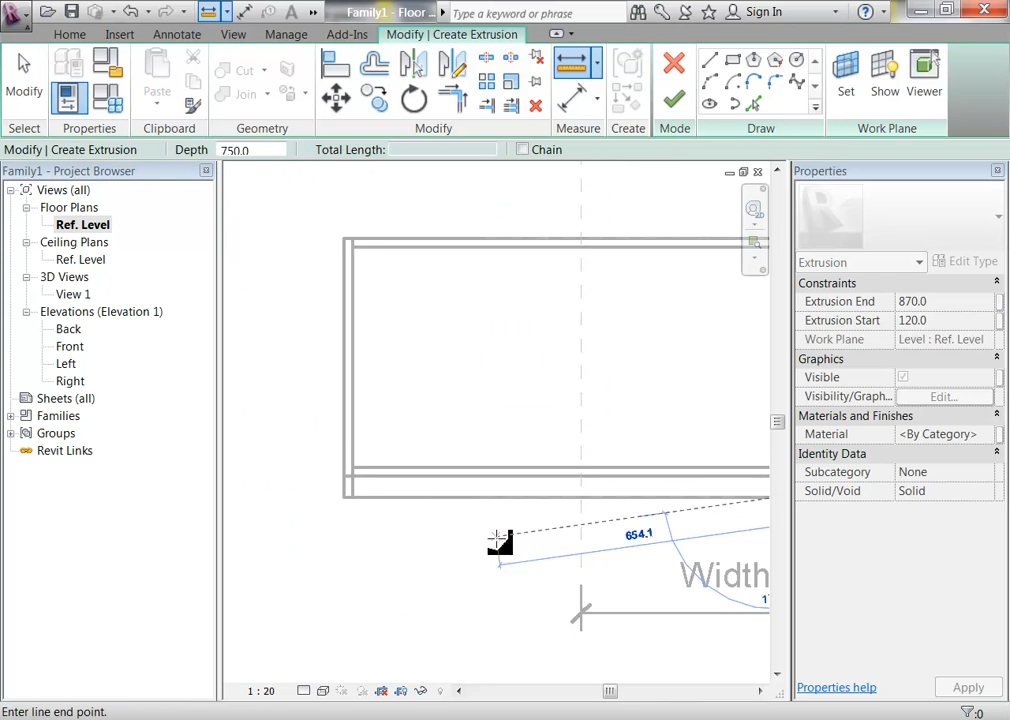 Family1 - Floor ...
Type a keyword or phrase
Sign In
Home
Insert
Annotate
View
Manage
Add-Ins
Modify | Create Extrusion
Modify
Paste
Cut
Join
Select
Properties
Clipboard
Geometry
Modify
Measure
Create
Mode
Draw
Set
Show
Viewer
Work Plane
Modify | Create Extrusion
Depth
750.0
Total Length:
Chain
Family1 - Project Browser
Views (all)
Floor Plans
Ref. Level
Ceiling Plans
Ref. Level
3D Views
View 1
Elevations (Elevation 1)
Back
Front
Left
Right
Sheets (all)
Families
Groups
Revit Links
2D
654.1
Width
1 : 20
Properties
Extrusion
Edit Type
Constraints
Extrusion End 870.0
Extrusion Start 120.0
Work Plane Level : Ref. Level
Graphics
Visible
Visibility/Graph... Edit...
Materials and Finishes
Material <By Category>
Identity Data
Subcategory None
Solid/Void Solid
Properties help
Apply
Enter line end point.
:0